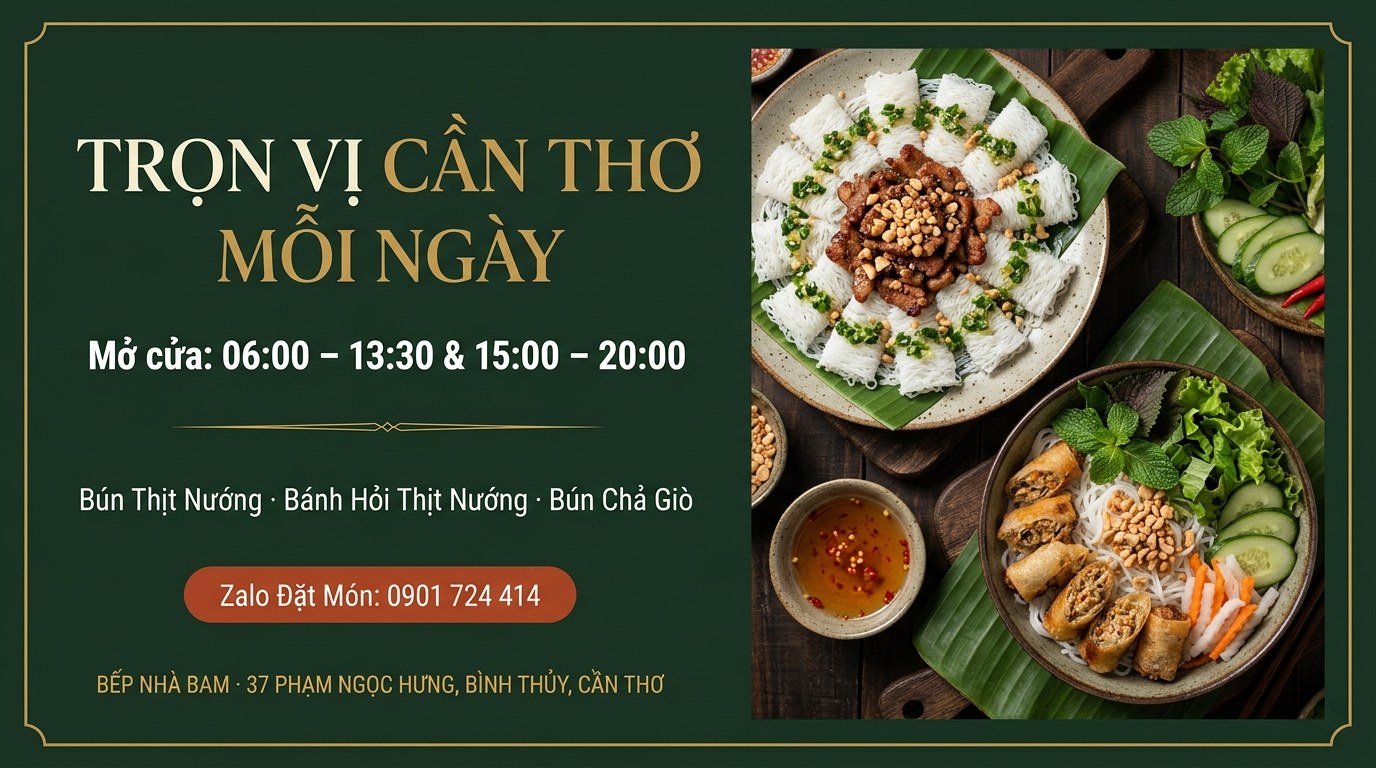 TRỌN VỊ CẦN THƠ
MỖI NGÀY
Mở cửa: 06:00 – 13:30 & 15:00 – 20:00
Bún Thịt Nướng · Bánh Hỏi Thịt Nướng · Bún Chả Giò
Zalo Đặt Món: 0901 724 414
BẾP NHÀ BAM · 37 PHẠM NGỌC HƯNG, BÌNH THỦY, CẦN THƠ